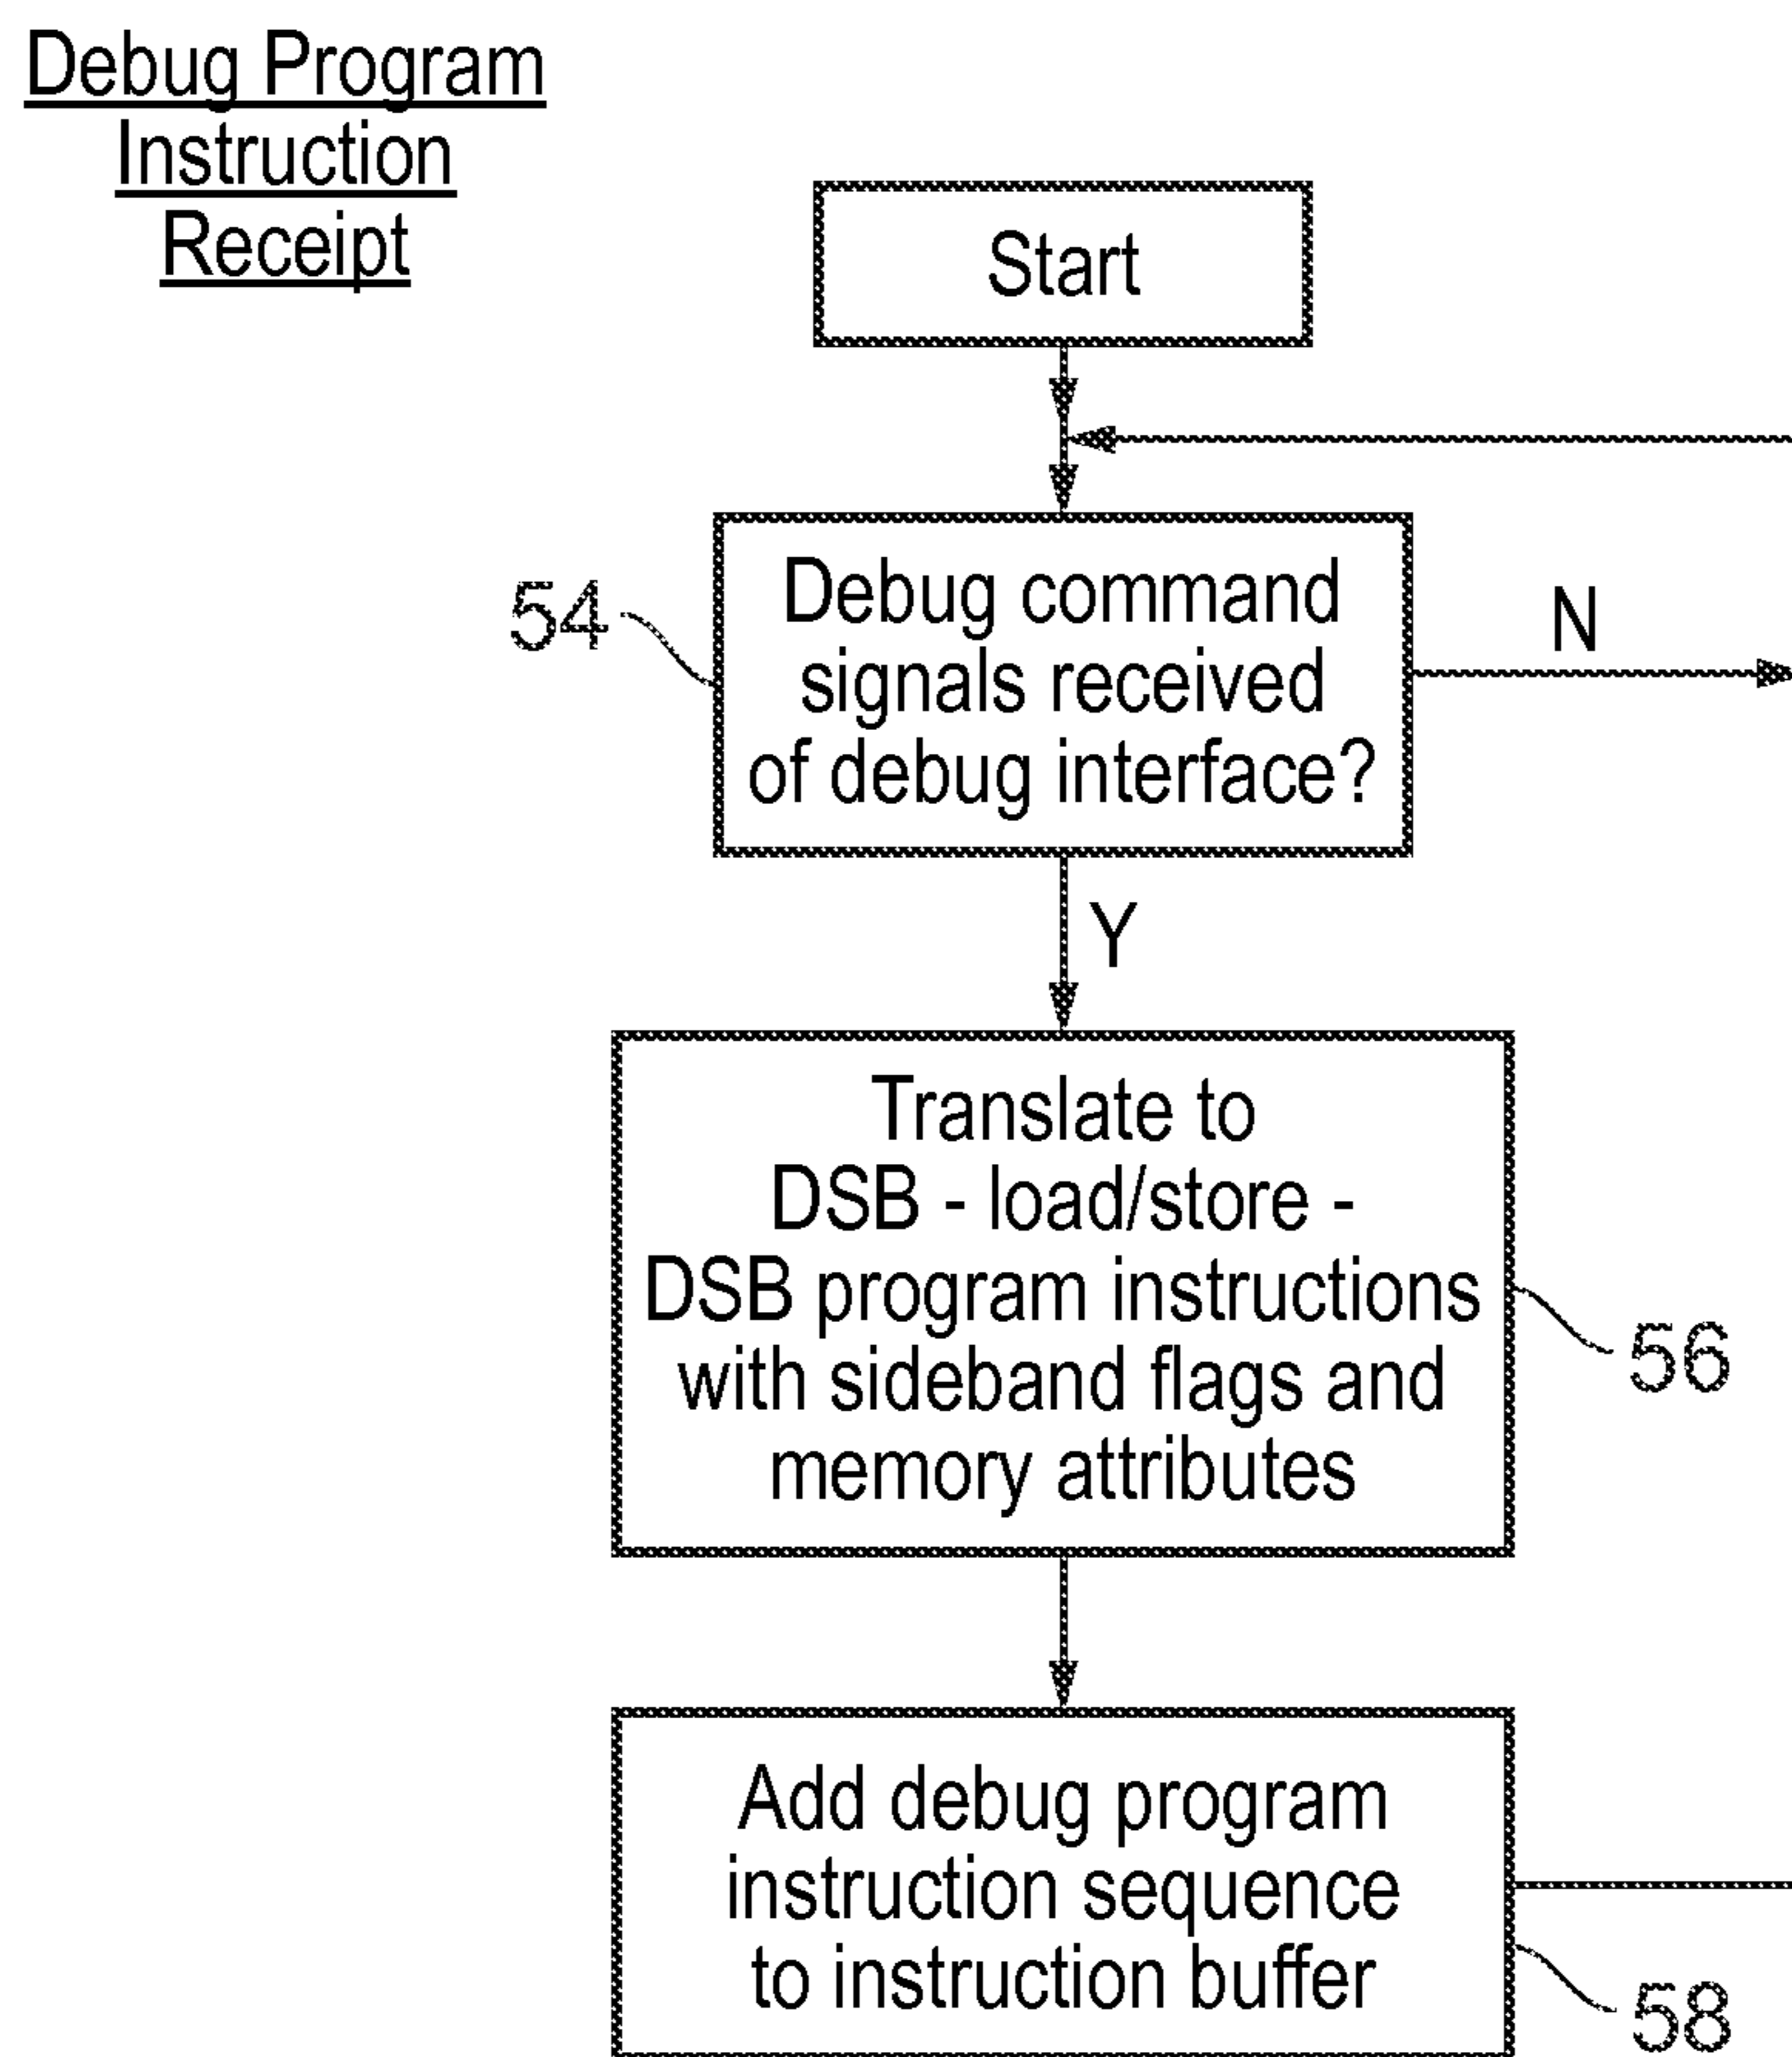 Debug Program
Instruction
Receipt
Start
54
Debug command
signals received
of debug interface?
N
Y
Translate to
DSB - load/store -
DSB program instructions
with sideband flags and
memory attributes
56
Add debug program
instruction sequence
to instruction buffer
58